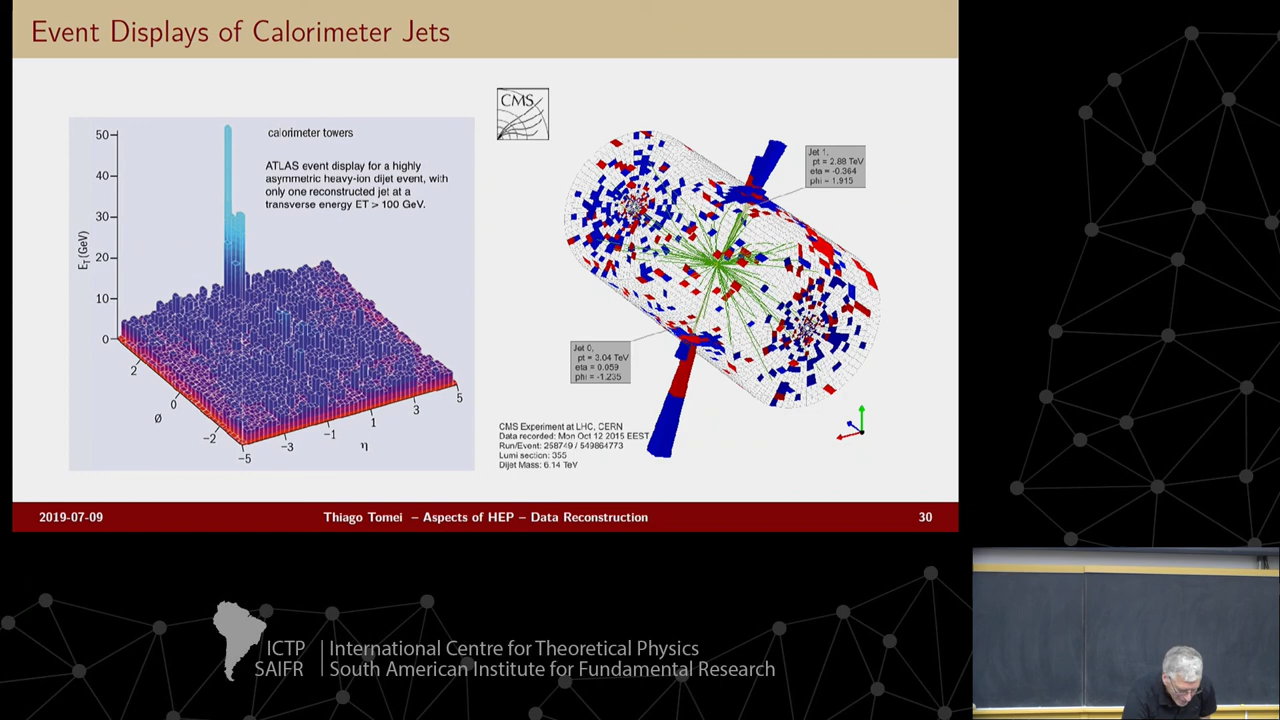 Event Displays of Calorimeter Jets
calorimeter towers
ATLAS event display for a highly
asymmetric heavy-ion dijet event, with
only one reconstructed jet at a
transverse energy ET > 100 GeV.
50
40
30
20
10
0
E_T (GeV)
2
0
-2
ø
-5
-3
-1
1
3
5
η
CMS
Jet 1,
pt = 2.88 TeV
eta = -0.364
phi = 1.915
Jet 0,
pt = 3.04 TeV
eta = 0.059
phi = -1.235
CMS Experiment at LHC, CERN
Data recorded: Mon Oct 12 2015 EEST
Run/Event: 258749 / 549864773
Lumi section: 355
Dijet Mass: 6.14 TeV
2019-07-09
Thiago Tomei – Aspects of HEP – Data Reconstruction
30
ICTP | International Centre for Theoretical Physics
SAIFR | South American Institute for Fundamental Research